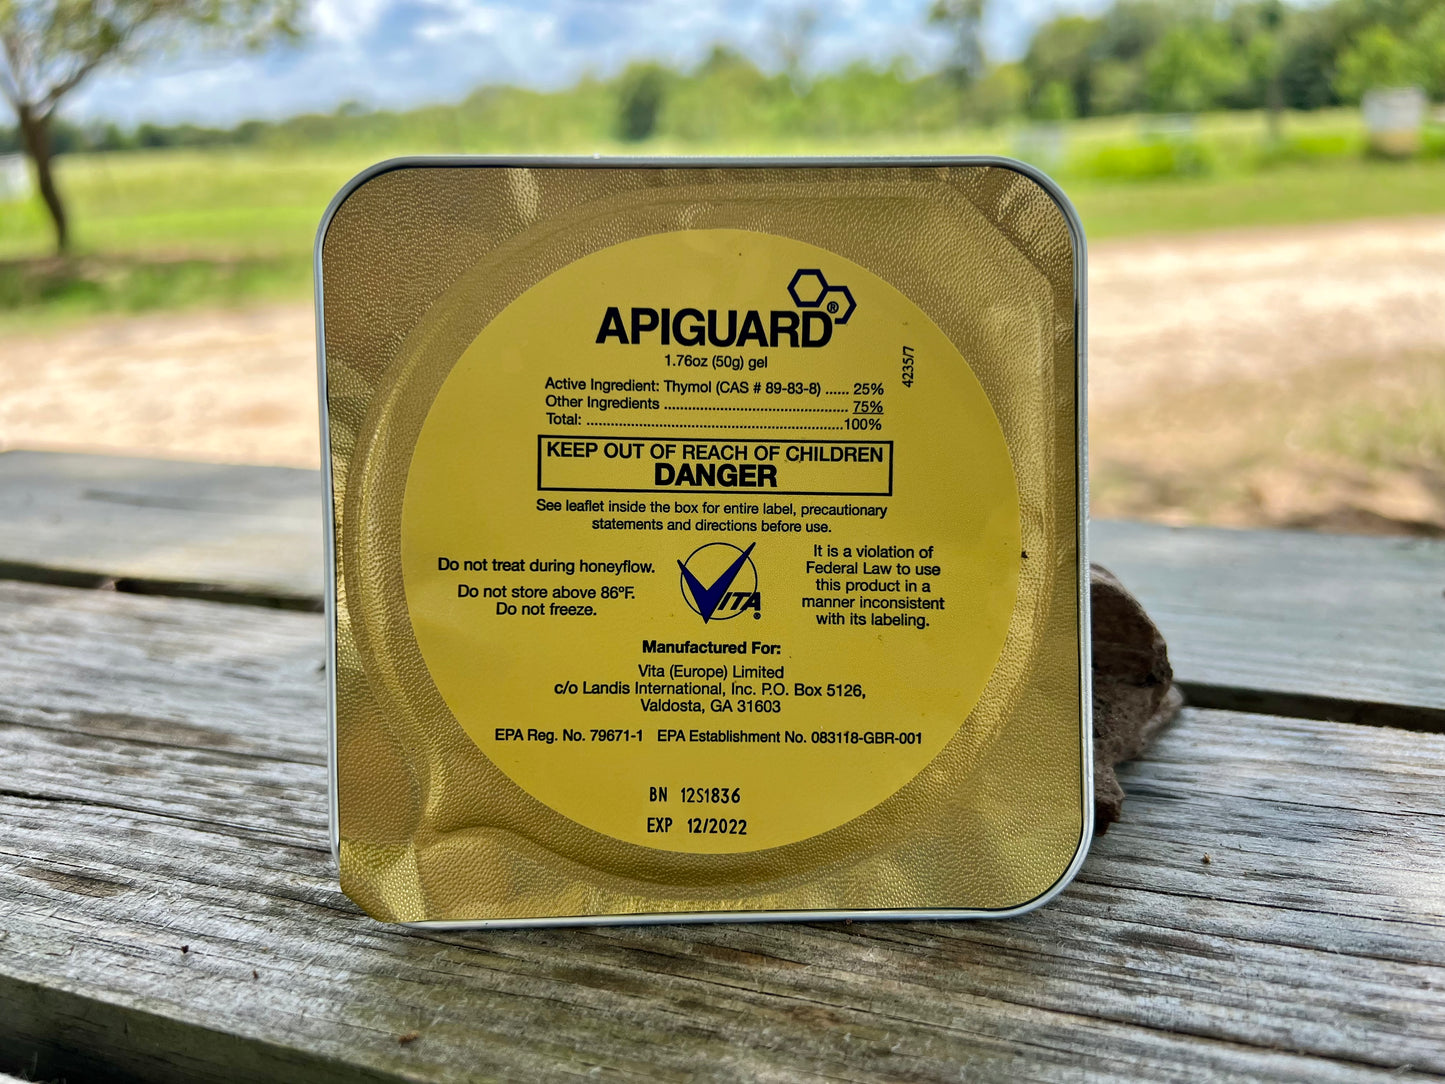 APIGUARD®
1.76oz (50g) gel
4235/7
Active Ingredient: Thymol (CAS # 89-83-8) ...... 25%
Other Ingredients ............................................. 75%
Total: ...............................................................100%
KEEP OUT OF REACH OF CHILDREN
DANGER
See leaflet inside the box for entire label, precautionary
statements and directions before use.
Do not treat during honeyflow.
Do not store above 86ºF.
Do not freeze.
VITA®
It is a violation of
Federal Law to use
this product in a
manner inconsistent
with its labeling.
Manufactured For:
Vita (Europe) Limited
c/o Landis International, Inc. P.O. Box 5126,
Valdosta, GA 31603
EPA Reg. No. 79671-1 EPA Establishment No. 083118-GBR-001
BN 12S1836
EXP 12/2022